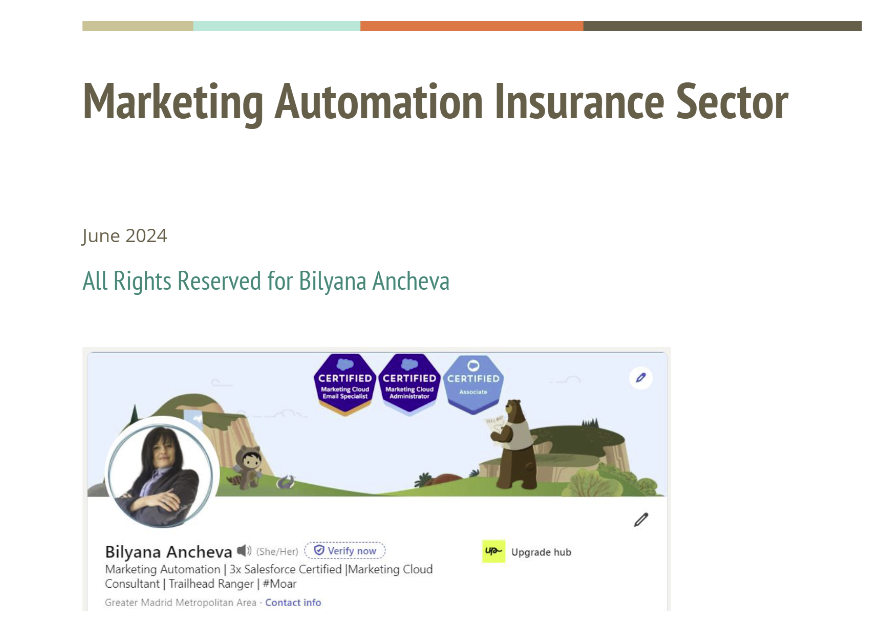 Marketing Automation Insurance Sector
June 2024
All Rights Reserved for Bilyana Ancheva
CERTIFIED
Marketing Cloud
Email Specialist
CERTIFIED
Marketing Cloud
Administrator
CERTIFIED
Associate
Bilyana Ancheva (She/Her) Verify now
up
Upgrade hub
Marketing Automation | 3x Salesforce Certified |Marketing Cloud
Consultant | Trailhead Ranger | #Moar
Greater Madrid Metropolitan Area · Contact info